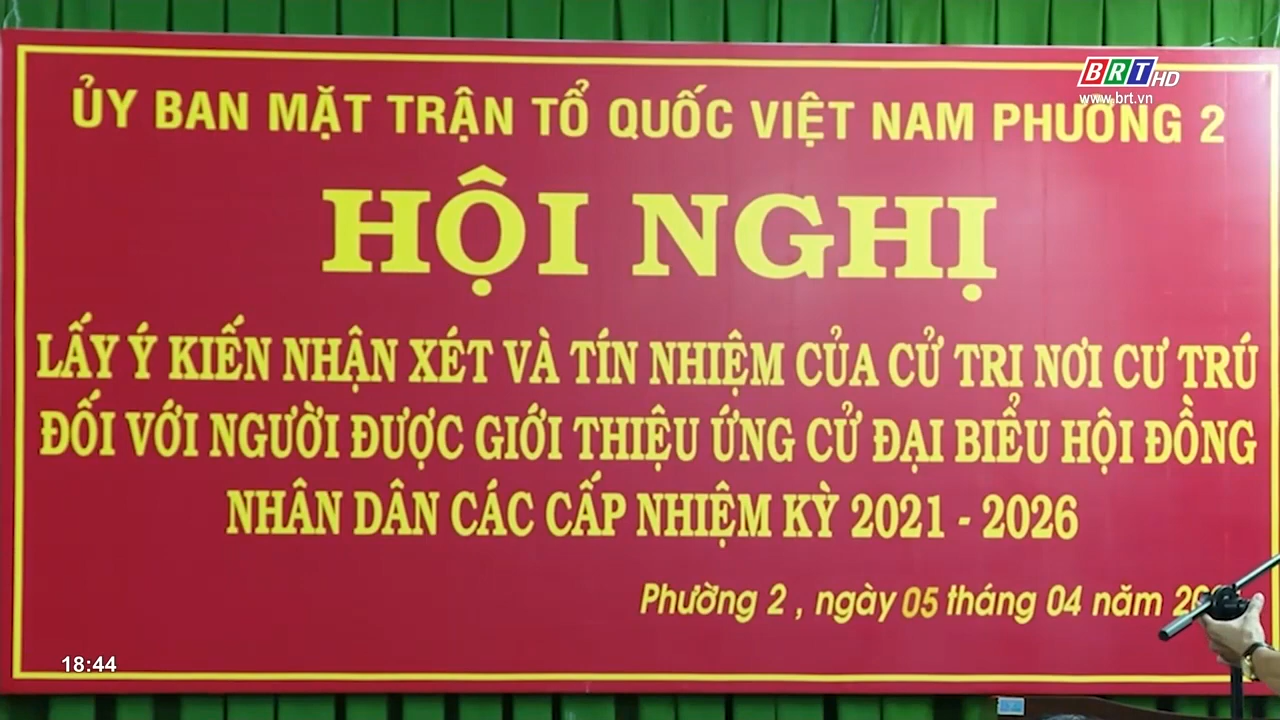 BRT HD
www.brt.vn
ỦY BAN MẶT TRẬN TỔ QUỐC VIỆT NAM PHƯỜNG 2
HỘI NGHỊ
LẤY Ý KIẾN NHẬN XÉT VÀ TÍN NHIỆM CỦA CỬ TRI NƠI CƯ TRÚ
ĐỐI VỚI NGƯỜI ĐƯỢC GIỚI THIỆU ỨNG CỬ ĐẠI BIỂU HỘI ĐỒNG
NHÂN DÂN CÁC CẤP NHIỆM KỲ 2021 - 2026
Phường 2 , ngày 05 tháng 04 năm
18:44